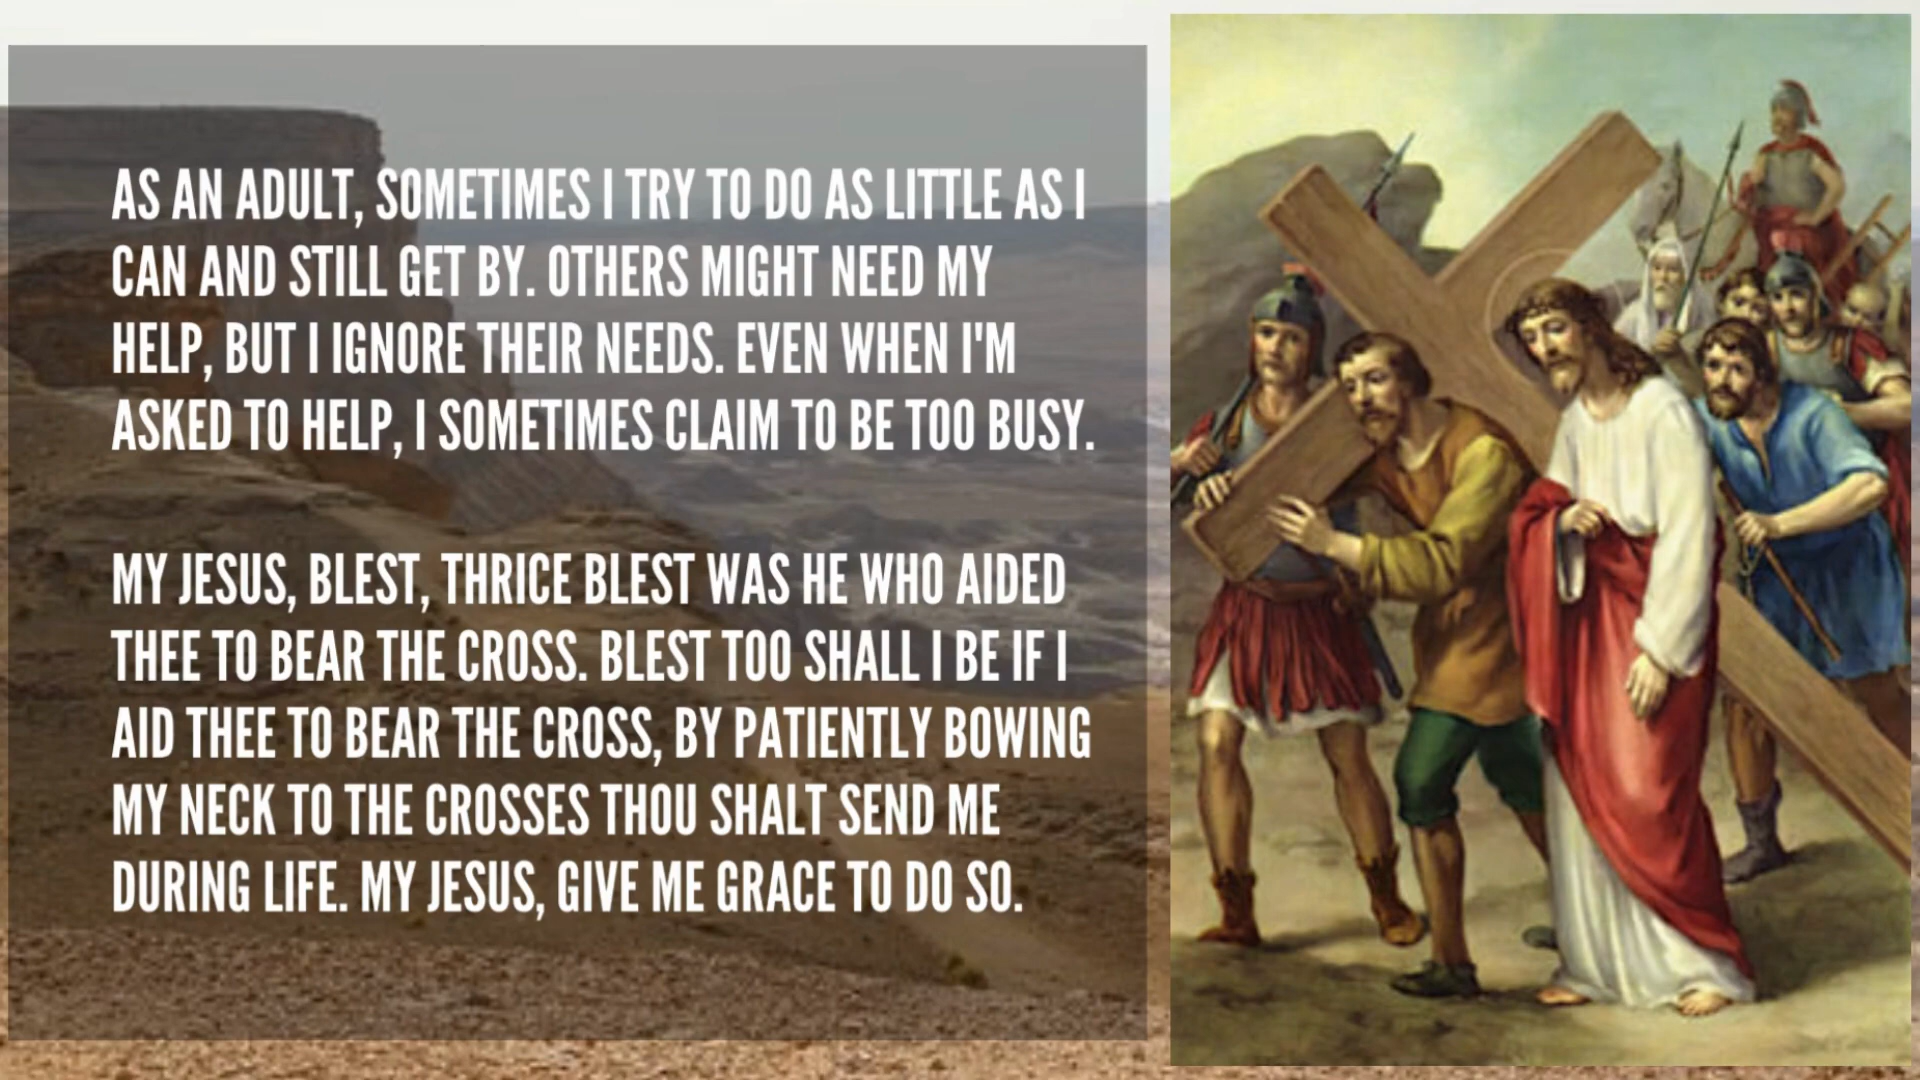 AS AN ADULT, SOMETIMES I TRY TO DO AS LITTLE AS I
CAN AND STILL GET BY. OTHERS MIGHT NEED MY
HELP, BUT I IGNORE THEIR NEEDS. EVEN WHEN I'M
ASKED TO HELP, I SOMETIMES CLAIM TO BE TOO BUSY.
MY JESUS, BLEST, THRICE BLEST WAS HE WHO AIDED
THEE TO BEAR THE CROSS. BLEST TOO SHALL I BE IF I
AID THEE TO BEAR THE CROSS, BY PATIENTLY BOWING
MY NECK TO THE CROSSES THOU SHALT SEND ME
DURING LIFE. MY JESUS, GIVE ME GRACE TO DO SO.